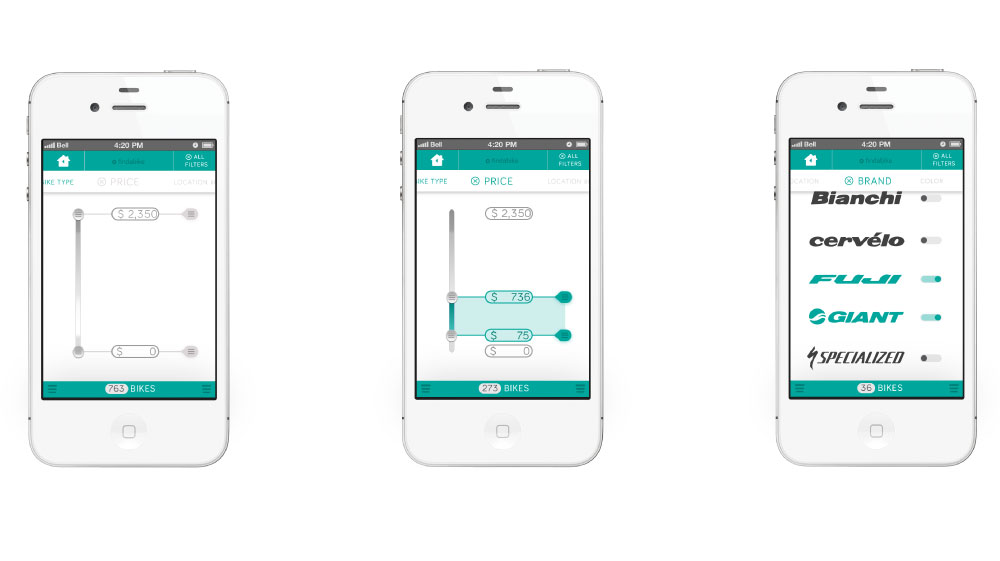 Bell 4:20 PM
findabike ALL FILTERS
IKE TYPE PRICE LOCATION
$ 2,350
$ 0
763 BIKES
Bell 4:20 PM
findabike ALL FILTERS
IKE TYPE PRICE LOCATION
$ 2,350
$ 736
$ 75
$ 0
273 BIKES
Bell 4:20 PM
findabike ALL FILTERS
OCATION BRAND COLOR
Bianchi
cervélo
FUJI
GIANT
SPECIALIZED
36 BIKES